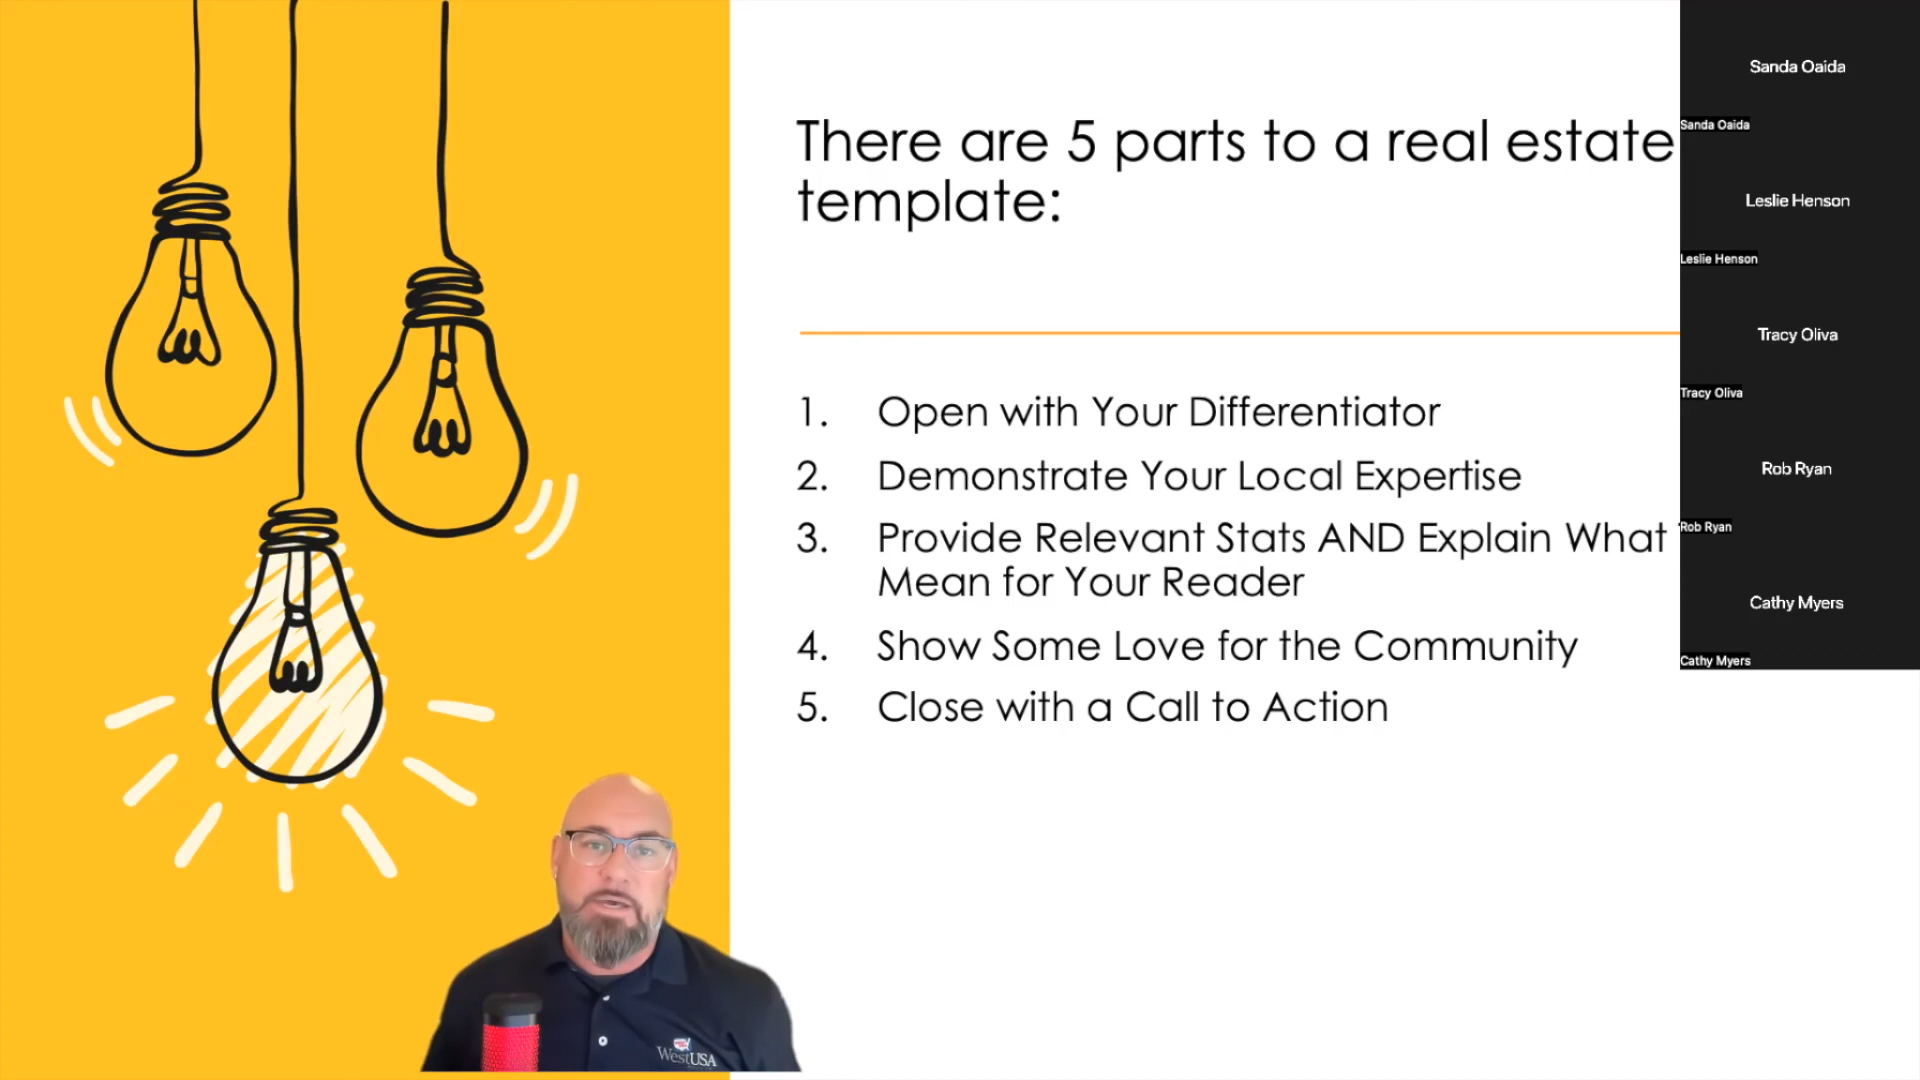 There are 5 parts to a real estate
template:
1. Open with Your Differentiator
2. Demonstrate Your Local Expertise
3. Provide Relevant Stats AND Explain What
Mean for Your Reader
4. Show Some Love for the Community
5. Close with a Call to Action
WestUSA
Sanda Oaida
Sanda Oaida
Leslie Henson
Leslie Henson
Tracy Oliva
Tracy Oliva
Rob Ryan
Rob Ryan
Cathy Myers
Cathy Myers